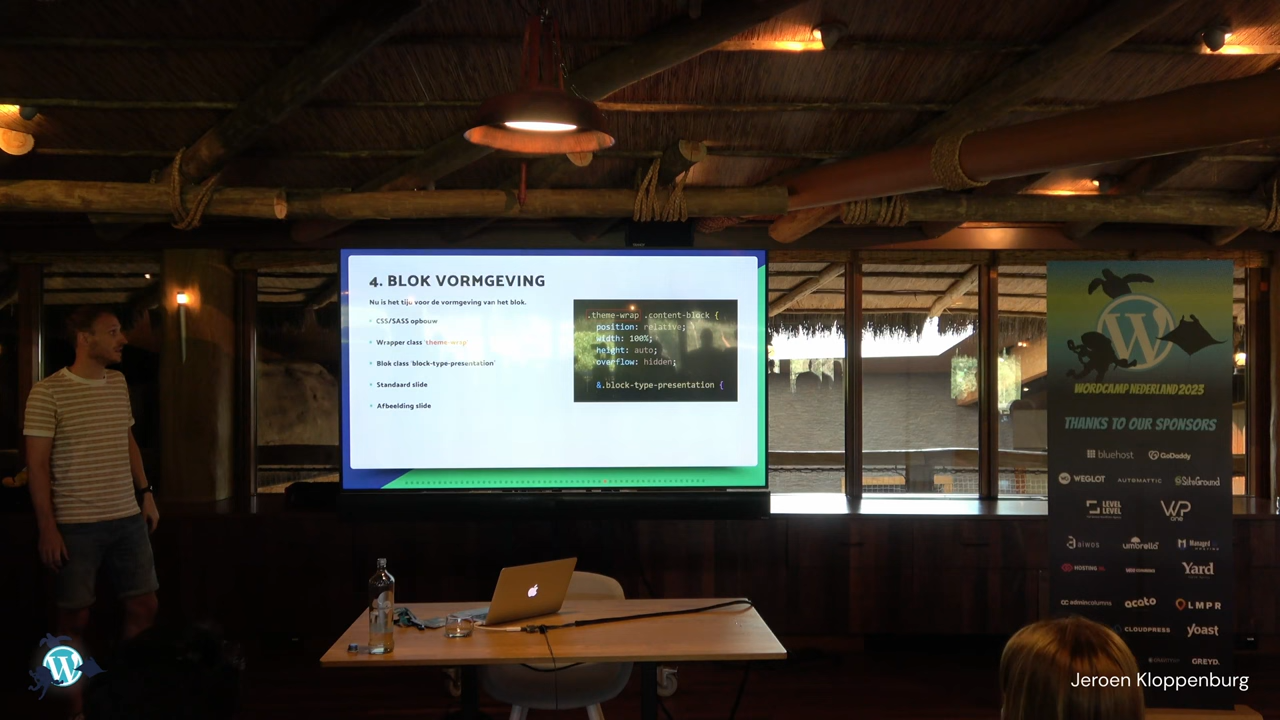 4. BLOK VORMGEVING
Nu is het tijd voor de vormgeving van het blok.
CSS/SASS opbouw
Wrapper class 'theme-wrap'
Blok class 'block-type-presentation'
Standaard slide
Afbeelding slide
.theme-wrap .content-block {
position: relative;
width: 100%;
height: auto;
overflow: hidden;
&.block-type-presentation {
W
WORDCAMP NEDERLAND 2023
THANKS TO OUR SPONSORS
bluehost GoDaddy
WEGLOT AUTOMATTIC SiteGround
LEVEL LEVEL WP one
aiwos umbrella Managed
HOSTING Yard
admincolumns acato LMPR
CLOUDPRESS yoast
GREYD.
W
Jeroen Kloppenburg